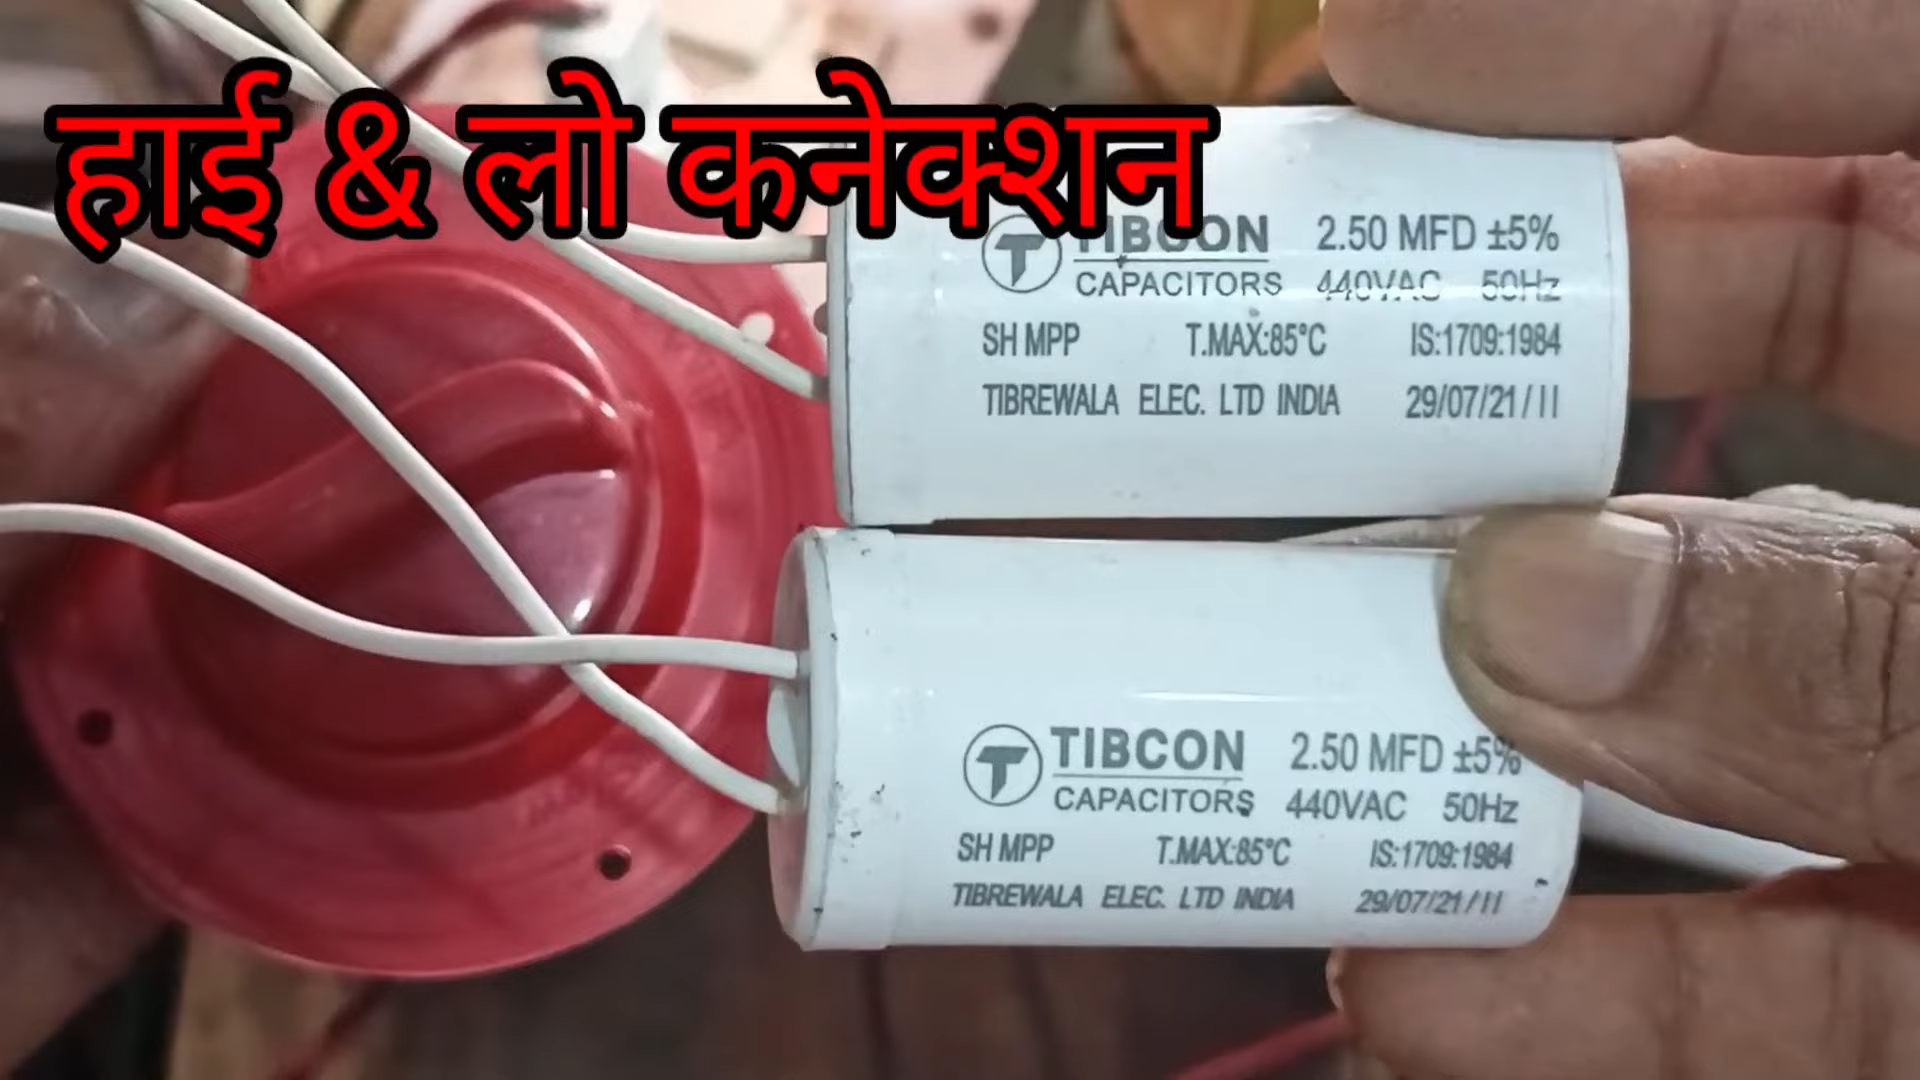 हाई & लो कनेक्शन
TIBCON 2.50 MFD ±5%
CAPACITORS 440VAC 50Hz
SH MPP T.MAX:85°C IS:1709:1984
TIBREWALA ELEC. LTD INDIA 29/07/21/II
TIBCON 2.50 MFD ±5%
CAPACITORS 440VAC 50Hz
SH MPP T.MAX:85°C IS:1709:1984
TIBREWALA ELEC. LTD INDIA 29/07/21/II